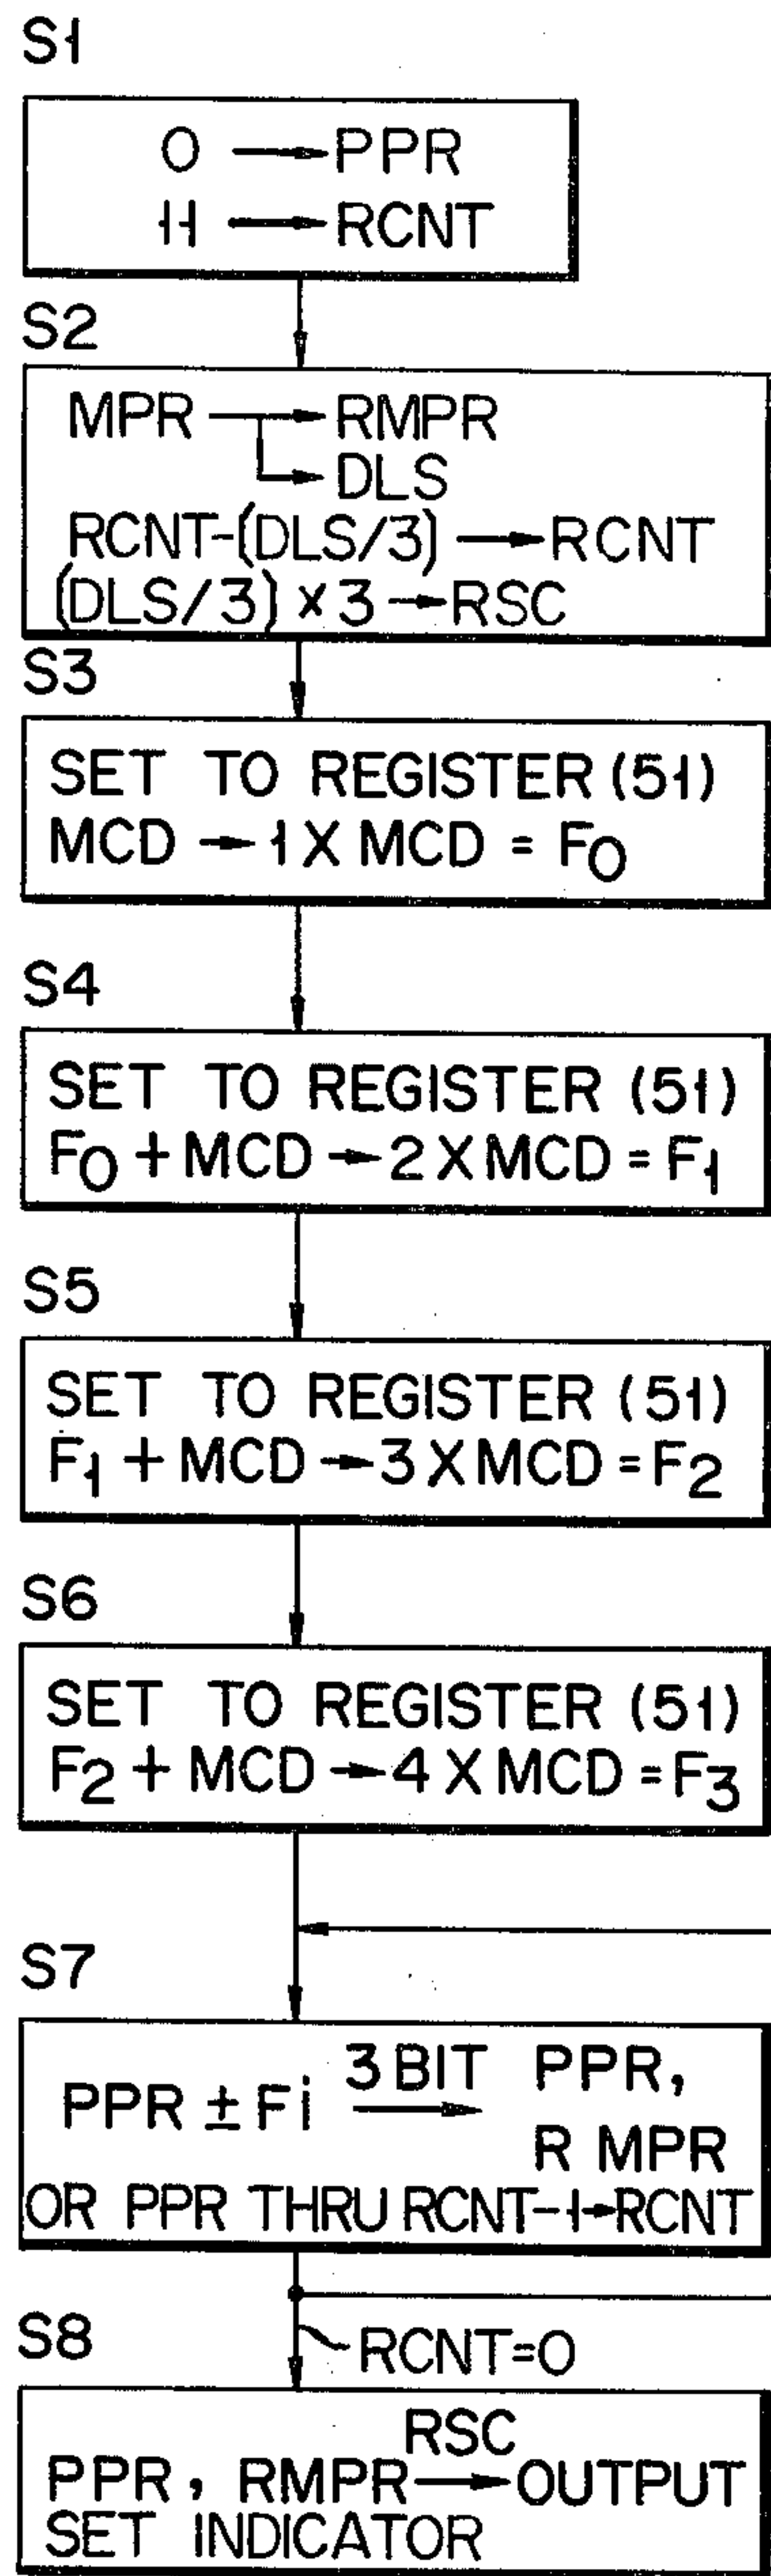 S1
0 → PPR
11 → RCNT
S2
MPR → RMPR
→ DLS
RCNT-(DLS/3) → RCNT
(DLS/3) × 3 → RSC
S3
SET TO REGISTER (51)
MCD → 1 X MCD = F0
S4
SET TO REGISTER (51)
F0 + MCD → 2 X MCD = F1
S5
SET TO REGISTER (51)
F1 + MCD → 3 X MCD = F2
S6
SET TO REGISTER (51)
F2 + MCD → 4 X MCD = F3
S7
PPR ± Fi 3 BIT → PPR,
R MPR
OR PPR THRU RCNT-1→RCNT
RCNT=0
S8
RSC
PPR, RMPR → OUTPUT
SET INDICATOR